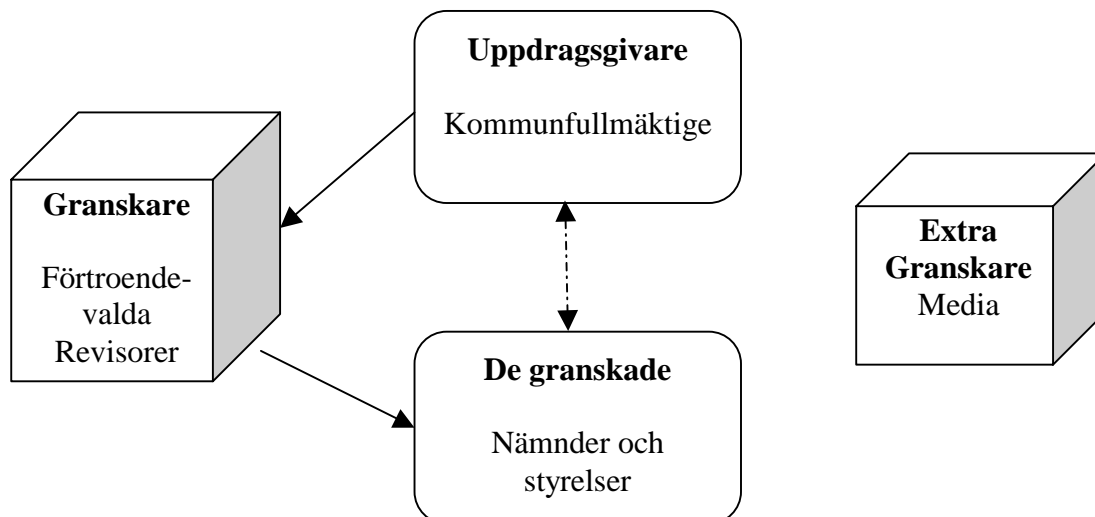 Uppdragsgivare
Kommunfullmäktige
Granskare
Förtroende-
valda
Revisorer
Extra
Granskare
Media
De granskade
Nämnder och
styrelser